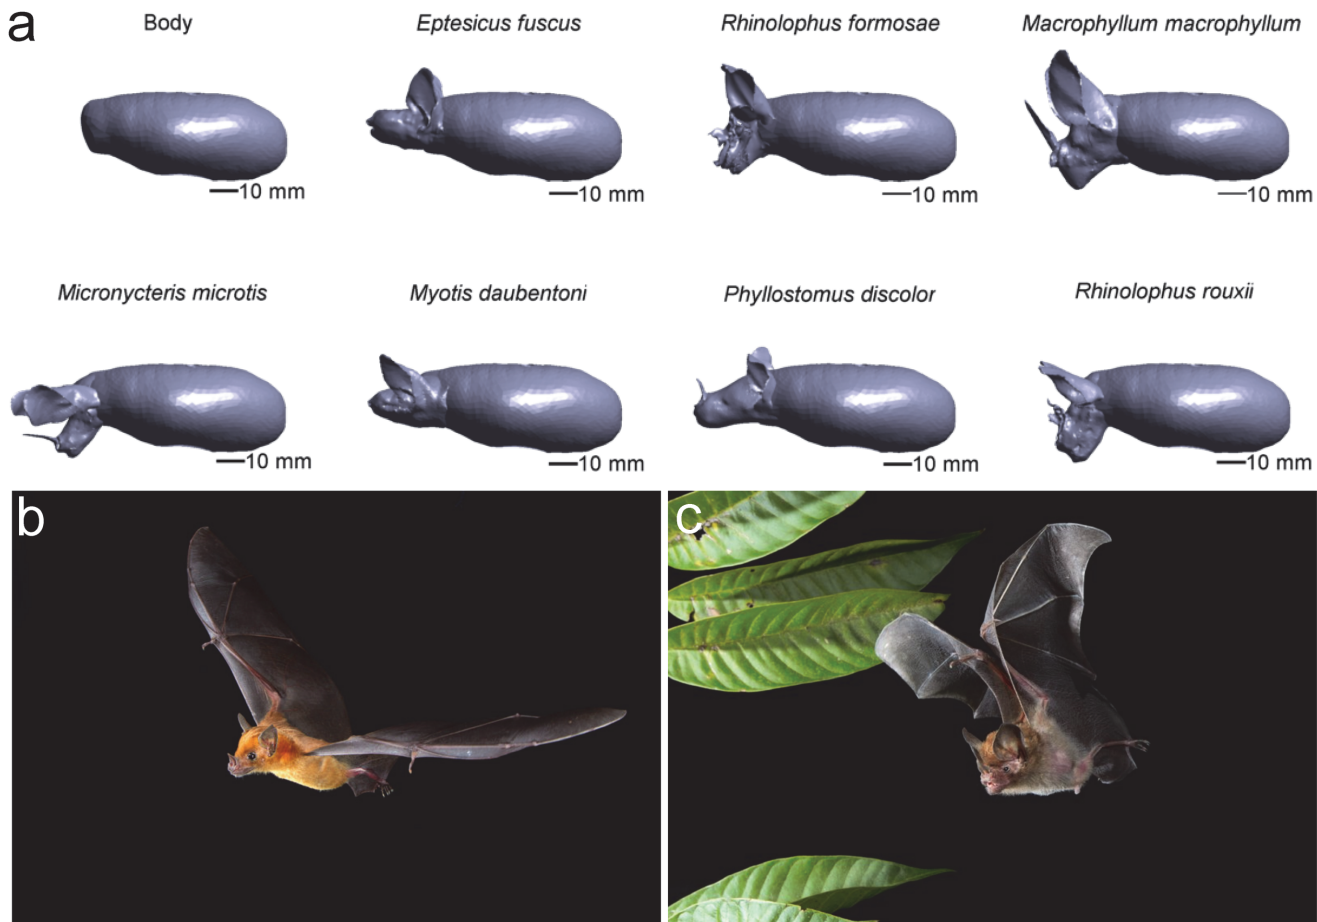 a
Body
Eptesicus fuscus
Rhinolophus formosae
Macrophyllum macrophyllum
10 mm
10 mm
10 mm
10 mm
Micronycteris microtis
Myotis daubentoni
Phyllostomus discolor
Rhinolophus rouxii
10 mm
10 mm
10 mm
10 mm
b
c